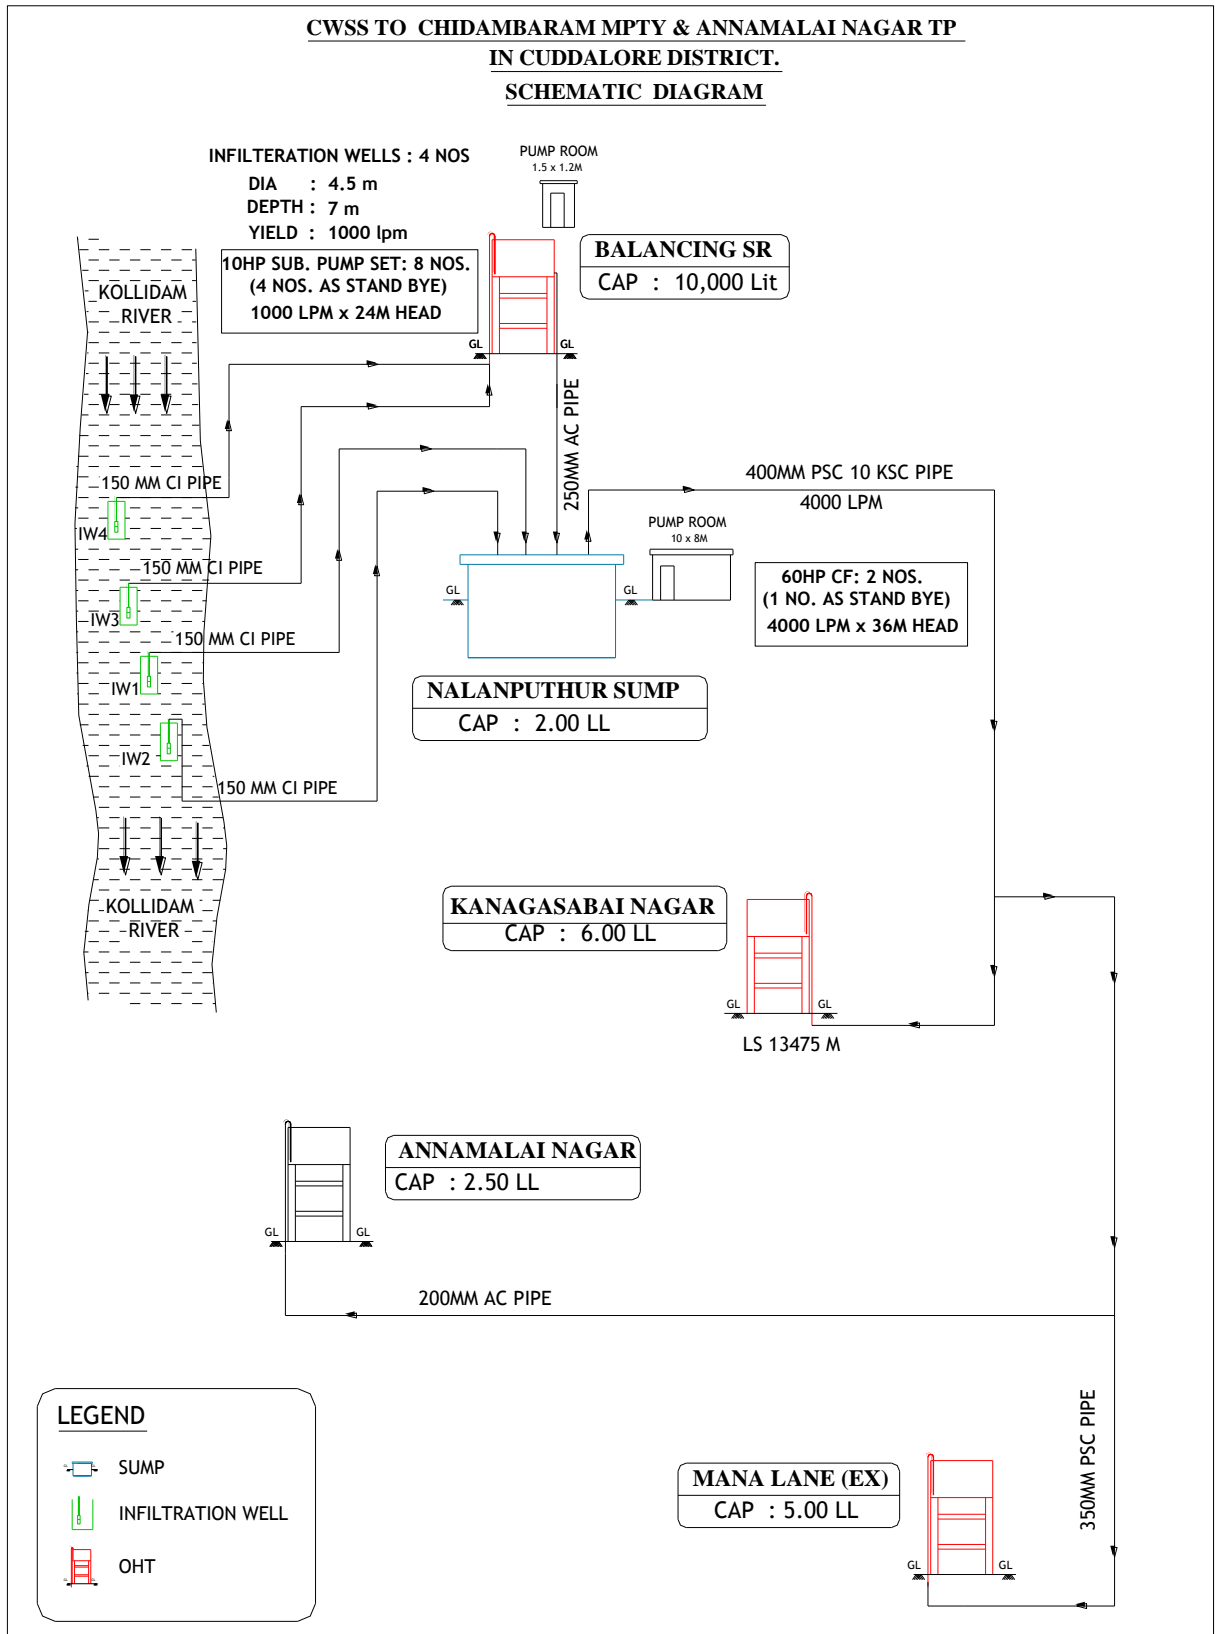 CWSS TO CHIDAMBARAM MPTY & ANNAMALAI NAGAR TP
IN CUDDALORE DISTRICT.
SCHEMATIC DIAGRAM
INFILTERATION WELLS : 4 NOS
DIA : 4.5 m
DEPTH : 7 m
YIELD : 1000 lpm
10HP SUB. PUMP SET: 8 NOS.
(4 NOS. AS STAND BYE)
1000 LPM x 24M HEAD
PUMP ROOM
1.5 x 1.2M
BALANCING SR
CAP : 10,000 Lit
KOLLIDAM
RIVER
GL
GL
250MM AC PIPE
150 MM CI PIPE
IW4
150 MM CI PIPE
IW3
150 MM CI PIPE
IW1
IW2
150 MM CI PIPE
400MM PSC 10 KSC PIPE
4000 LPM
PUMP ROOM
10 x 8M
GL
GL
60HP CF: 2 NOS.
(1 NO. AS STAND BYE)
4000 LPM x 36M HEAD
NALANPUTHUR SUMP
CAP : 2.00 LL
KOLLIDAM
RIVER
KANAGASABAI NAGAR
CAP : 6.00 LL
GL
GL
LS 13475 M
ANNAMALAI NAGAR
CAP : 2.50 LL
GL
GL
200MM AC PIPE
350MM PSC PIPE
MANA LANE (EX)
CAP : 5.00 LL
GL
GL
LEGEND
SUMP
INFILTRATION WELL
OHT